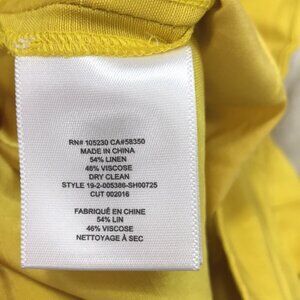 RN# 105230 CA#58350
MADE IN CHINA
54% LINEN
46% VISCOSE
DRY CLEAN
STYLE 19-2-005386-SH00725
CUT 002016
FABRIQUÉ EN CHINE
54% LIN
46% VISCOSE
NETTOYAGE À SEC